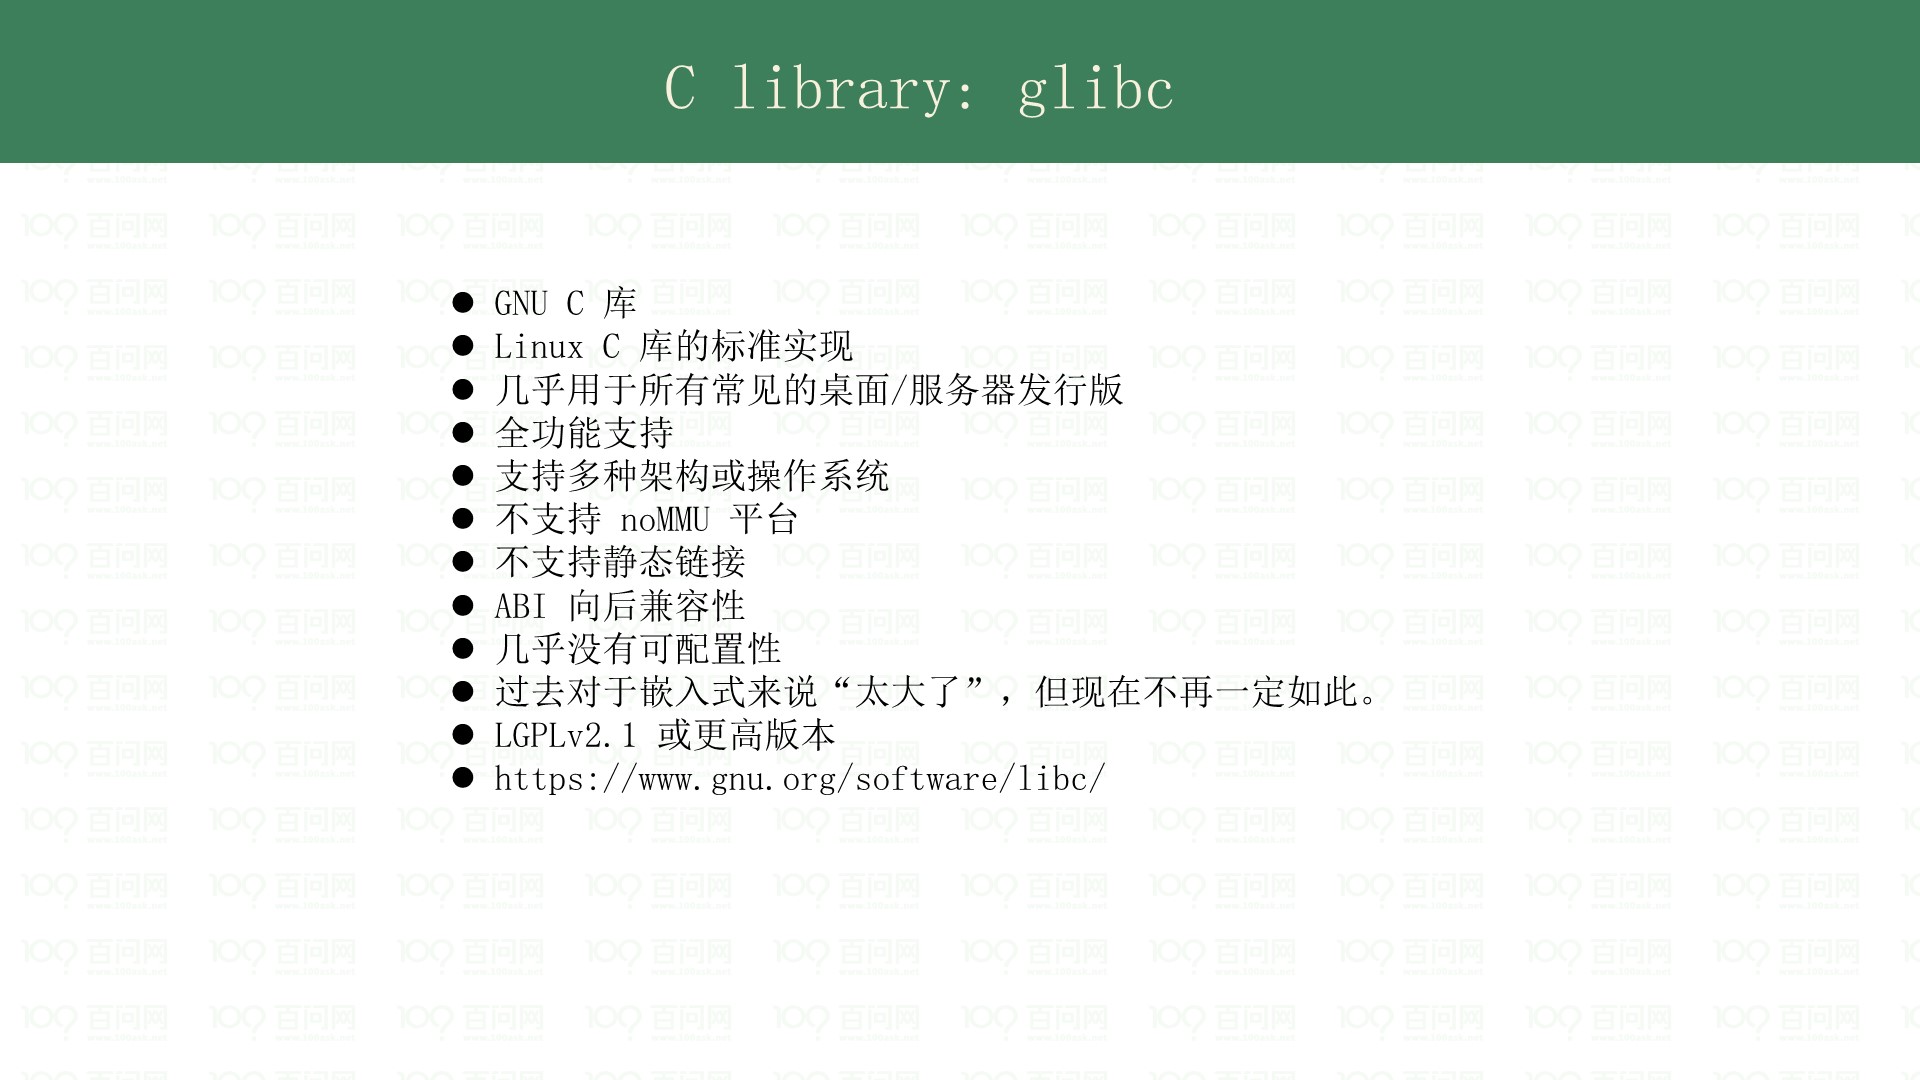 C library: glibc
GNU C 库
Linux C 库的标准实现
几乎用于所有常见的桌面/服务器发行版
全功能支持
支持多种架构或操作系统
不支持 noMMU 平台
不支持静态链接
ABI 向后兼容性
几乎没有可配置性
过去对于嵌入式来说“太大了”，但现在不再一定如此。
LGPLv2.1 或更高版本
https://www.gnu.org/software/libc/